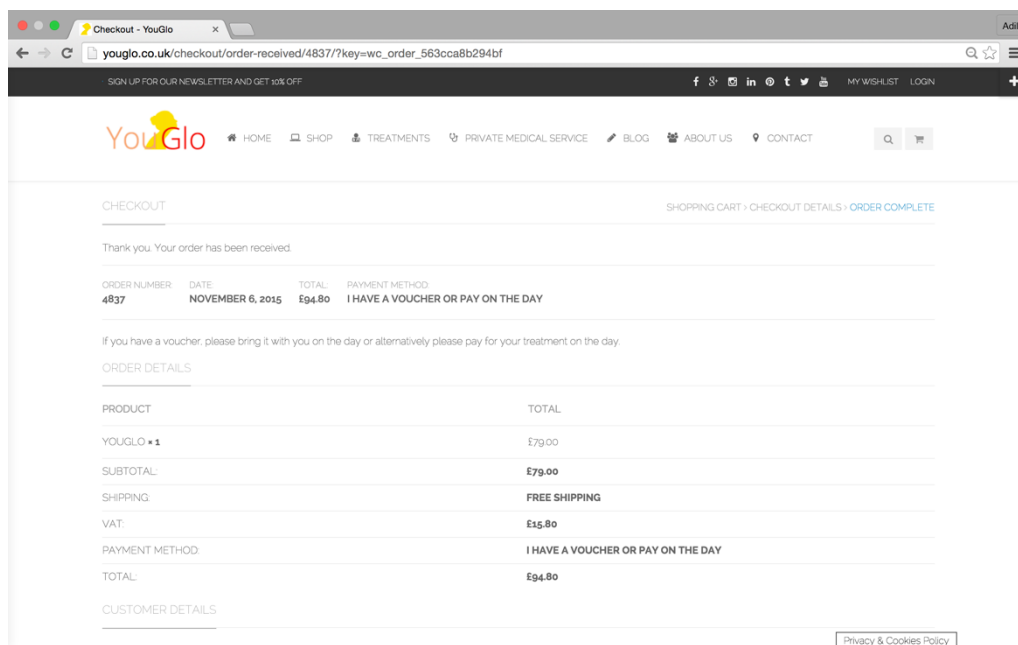 Checkout - YouGlo
Adil
youglo.co.uk/checkout/order-received/4837/?key=wc_order_563cca8b294bf
SIGN UP FOR OUR NEWSLETTER AND GET 10% OFF
MY WISHLIST LOGIN
YouGlo
HOME SHOP TREATMENTS PRIVATE MEDICAL SERVICE BLOG ABOUT US CONTACT
CHECKOUT
SHOPPING CART > CHECKOUT DETAILS > ORDER COMPLETE
Thank you. Your order has been received.
ORDER NUMBER: DATE: TOTAL: PAYMENT METHOD:
4837 NOVEMBER 6, 2015 £94.80 I HAVE A VOUCHER OR PAY ON THE DAY
If you have a voucher, please bring it with you on the day or alternatively please pay for your treatment on the day.
ORDER DETAILS
PRODUCT TOTAL
YOUGLO × 1 £79.00
SUBTOTAL: £79.00
SHIPPING: FREE SHIPPING
VAT: £15.80
PAYMENT METHOD: I HAVE A VOUCHER OR PAY ON THE DAY
TOTAL: £94.80
CUSTOMER DETAILS
Privacy & Cookies Policy